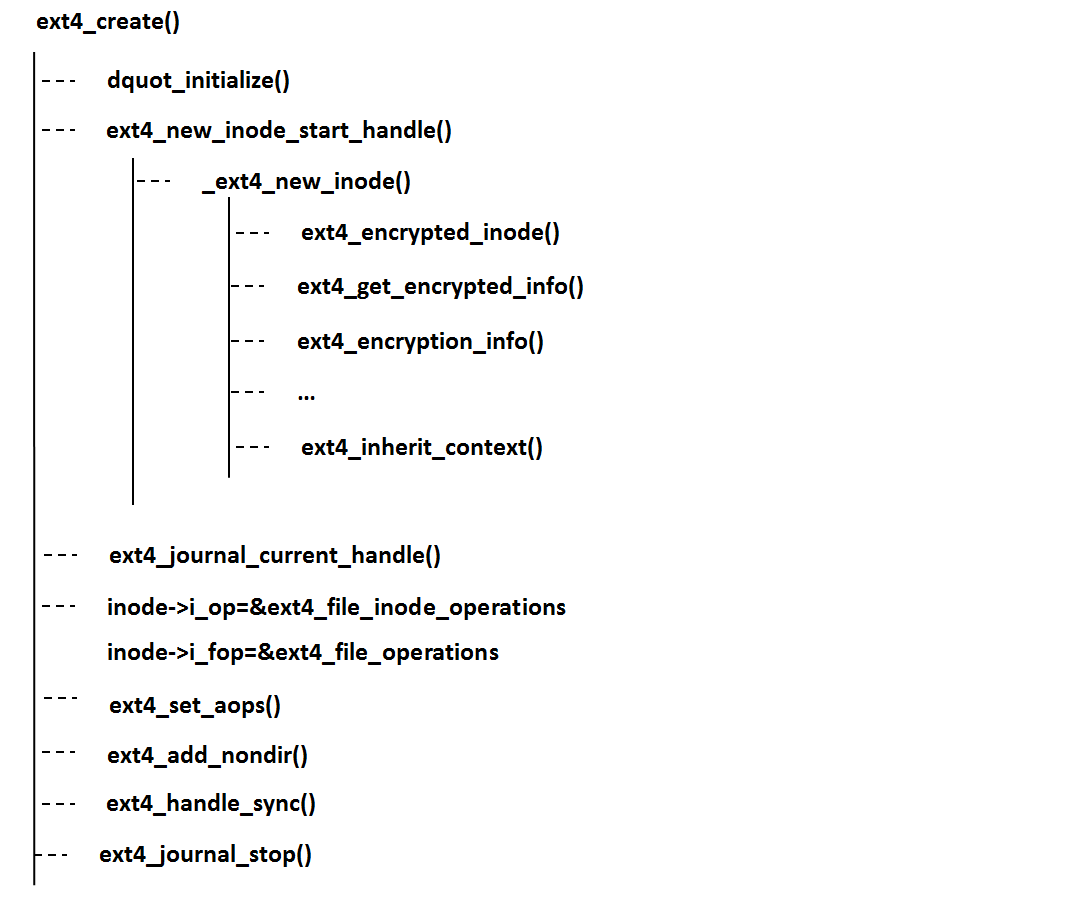 ext4_create()
dquot_initialize()
ext4_new_inode_start_handle()
_ext4_new_inode()
ext4_encrypted_inode()
ext4_get_encrypted_info()
ext4_encryption_info()
...
ext4_inherit_context()
ext4_journal_current_handle()
inode->i_op=&ext4_file_inode_operations
inode->i_fop=&ext4_file_operations
ext4_set_aops()
ext4_add_nondir()
ext4_handle_sync()
ext4_journal_stop()